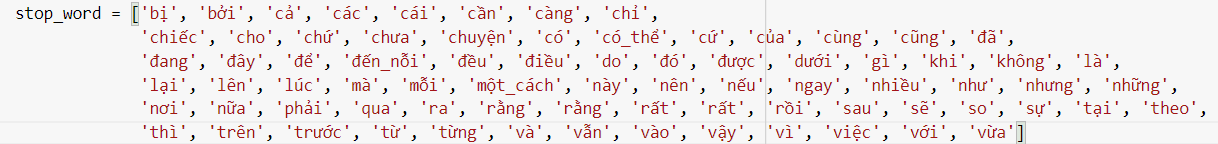 stop_word = ['bị', 'bởi', 'cả', 'các', 'cái', 'cần', 'càng', 'chỉ',
'chiếc', 'cho', 'chứ', 'chưa', 'chuyện', 'có', 'có_thể', 'cứ', 'của', 'cùng', 'cũng', 'đã',
'đang', 'đây', 'để', 'đến_nỗi', 'đều', 'điều', 'do', 'đó', 'được', 'dưới', 'gì', 'khi', 'không', 'là',
'lại', 'lên', 'lúc', 'mà', 'mỗi', 'một_cách', 'này', 'nên', 'nếu', 'ngay', 'nhiều', 'như', 'nhưng', 'những',
'nơi', 'nữa', 'phải', 'qua', 'ra', 'rằng', 'rằng', 'rất', 'rất', 'rồi', 'sau', 'sẽ', 'so', 'sự', 'tại', 'theo',
'thì', 'trên', 'trước', 'từ', 'từng', 'và', 'vẫn', 'vào', 'vậy', 'vì', 'việc', 'với', 'vừa']